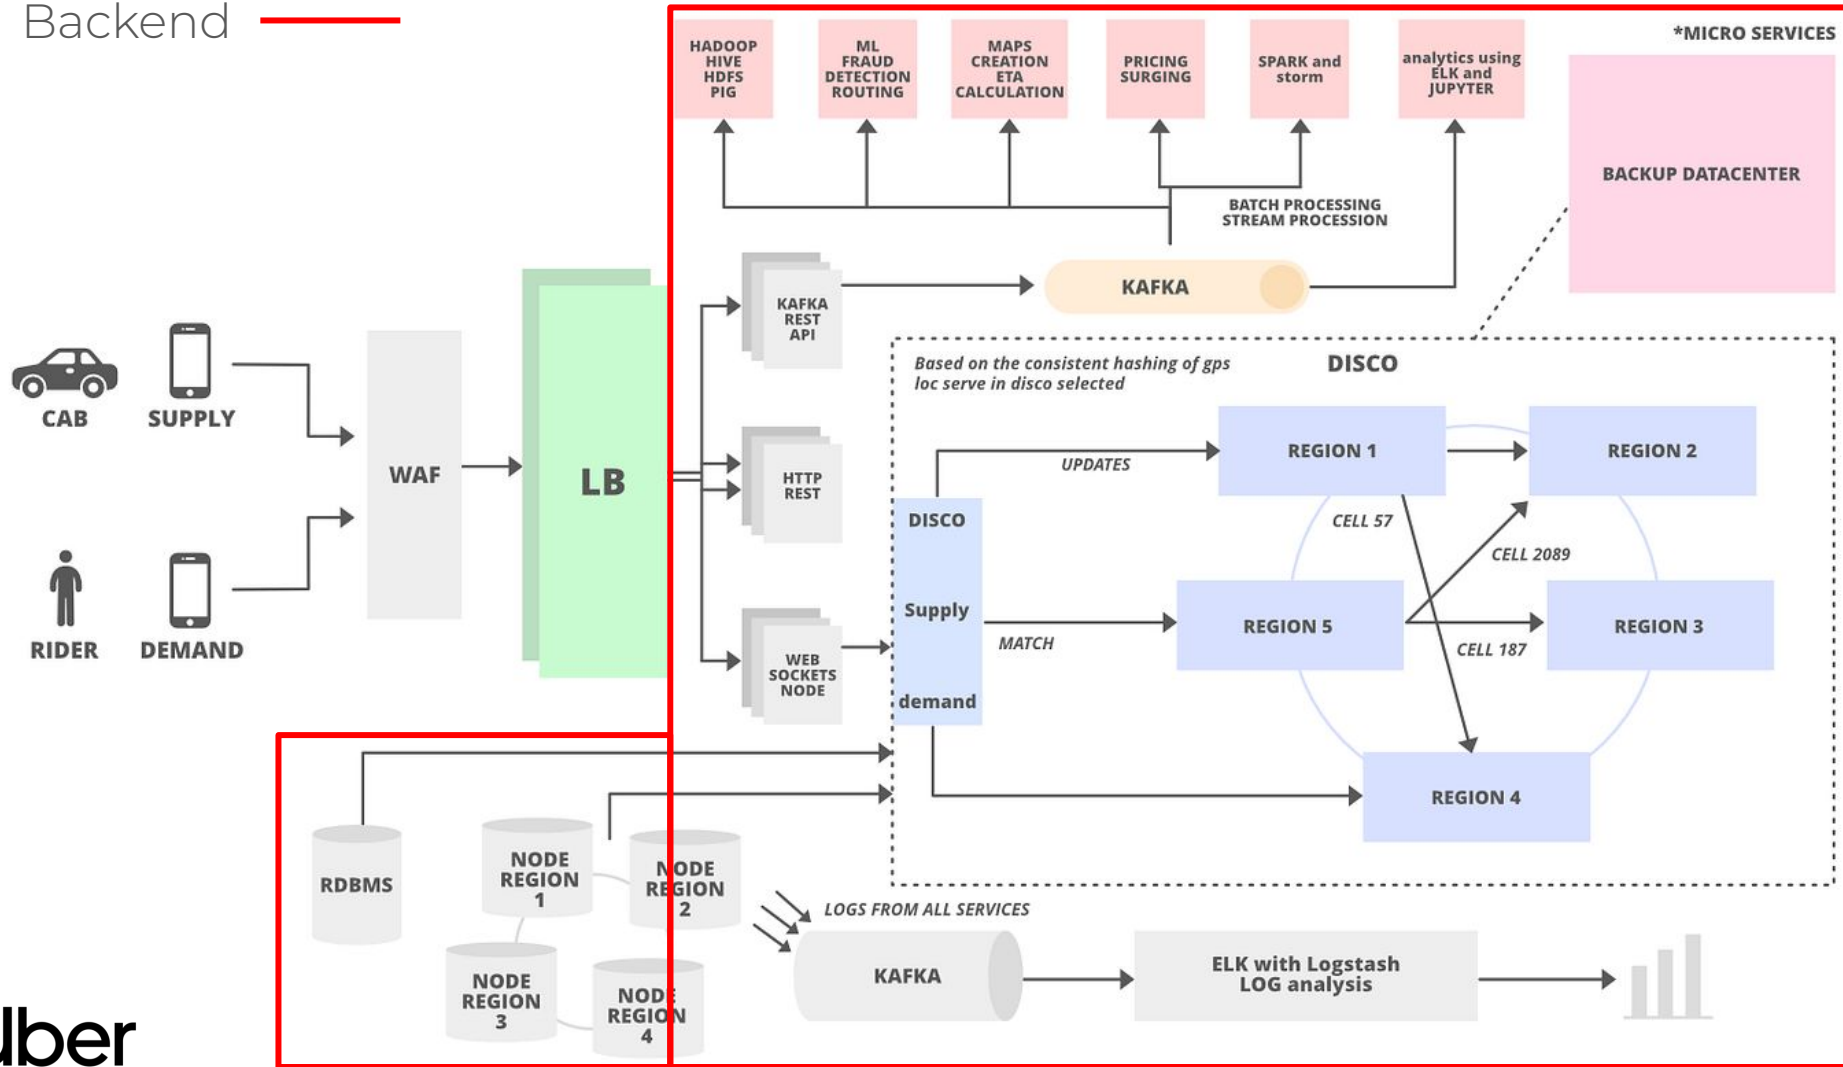 Backend
*MICRO SERVICES
HADOOP
HIVE
HDFS
PIG
ML
FRAUD
DETECTION
ROUTING
MAPS
CREATION
ETA
CALCULATION
PRICING
SURGING
SPARK and
storm
analytics using
ELK and
JUPYTER
BACKUP DATACENTER
BATCH PROCESSING
STREAM PROCESSION
KAFKA
KAFKA
REST
API
Based on the consistent hashing of gps
loc serve in disco selected
DISCO
CAB
SUPPLY
WAF
LB
HTTP
REST
UPDATES
REGION 1
REGION 2
DISCO
Supply
demand
CELL 57
CELL 2089
MATCH
REGION 5
REGION 3
CELL 187
RIDER
DEMAND
WEB
SOCKETS
NODE
REGION 4
RDBMS
NODE
REGION
1
NODE
REGION
2
NODE
REGION
3
NODE
REGION
4
LOGS FROM ALL SERVICES
KAFKA
ELK with Logstash
LOG analysis
uber